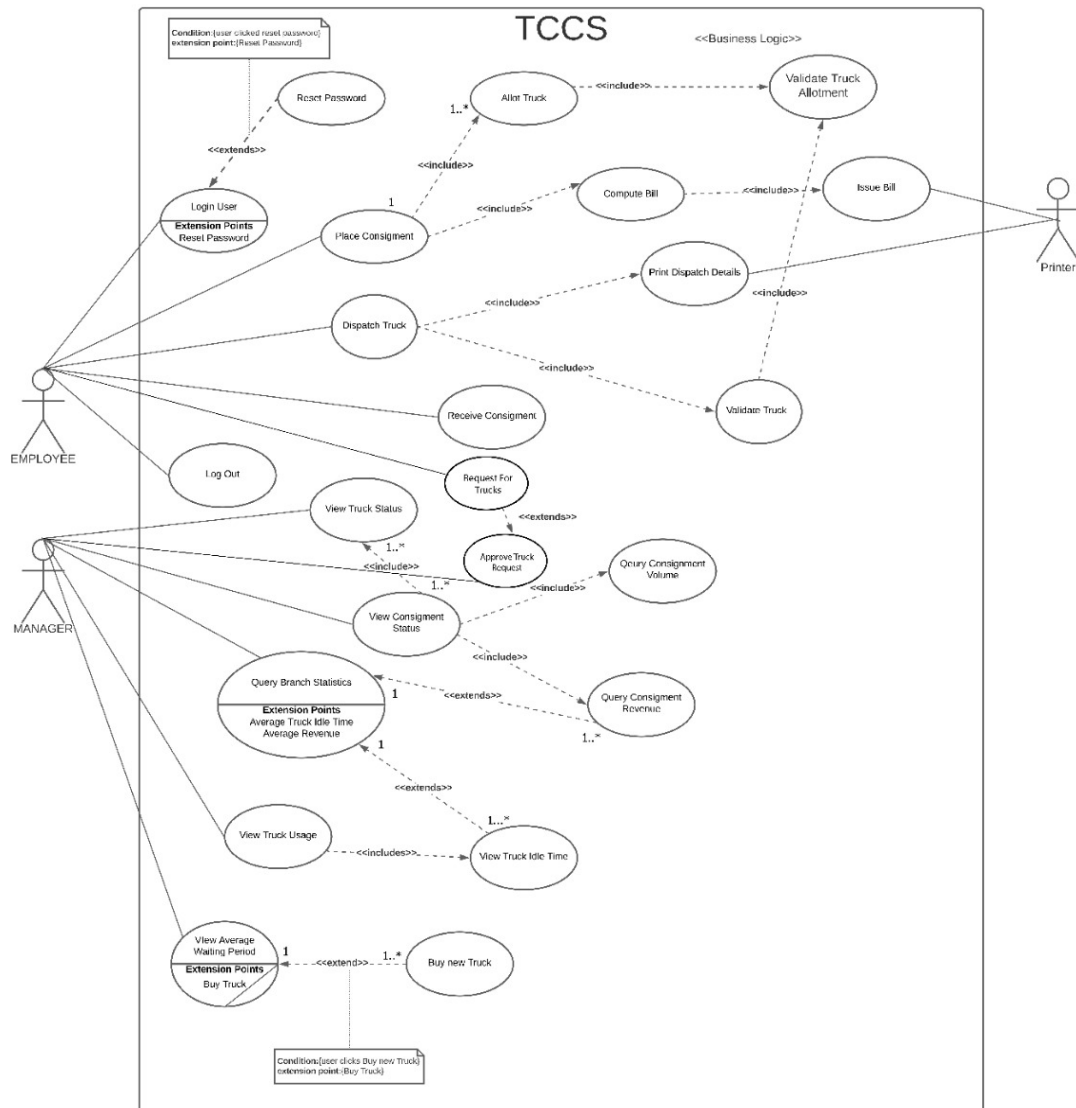 TCCS
<<Business Logic>>
Condition:{user clicked reset password}
extension point:{Reset Password}
Reset Password
Allot Truck
<<include>>
Validate Truck
Allotment
1..*
<<extends>>
<<include>>
Login User
Extension Points
Reset Password
1
Place Consigment
<<include>>
Compute Bill
<<include>>
Issue Bill
Printer
Print Dispatch Details
<<include>>
<<include>>
Dispatch Truck
<<include>>
Validate Truck
Receive Consigment
EMPLOYEE
Log Out
Request For
Trucks
View Truck Status
<<extends>>
1..*
<<include>>
1..*
Approve Truck
Request
Qeury Consignment
Volume
<<include>>
MANAGER
View Consigment
Status
<<include>>
Query Branch Statistics
Extension Points
Average Truck Idle Time
Average Revenue
1
<<extends>>
Query Consigment
Revenue
1..*
1
<<extends>>
1...*
View Truck Usage
<<includes>>
View Truck Idle Time
View Average
Waiting Period
Extension Points
Buy Truck
1
<<extend>>
1..*
Buy new Truck
Condition:{user clicks Buy new Truck}
extension point:{Buy Truck}